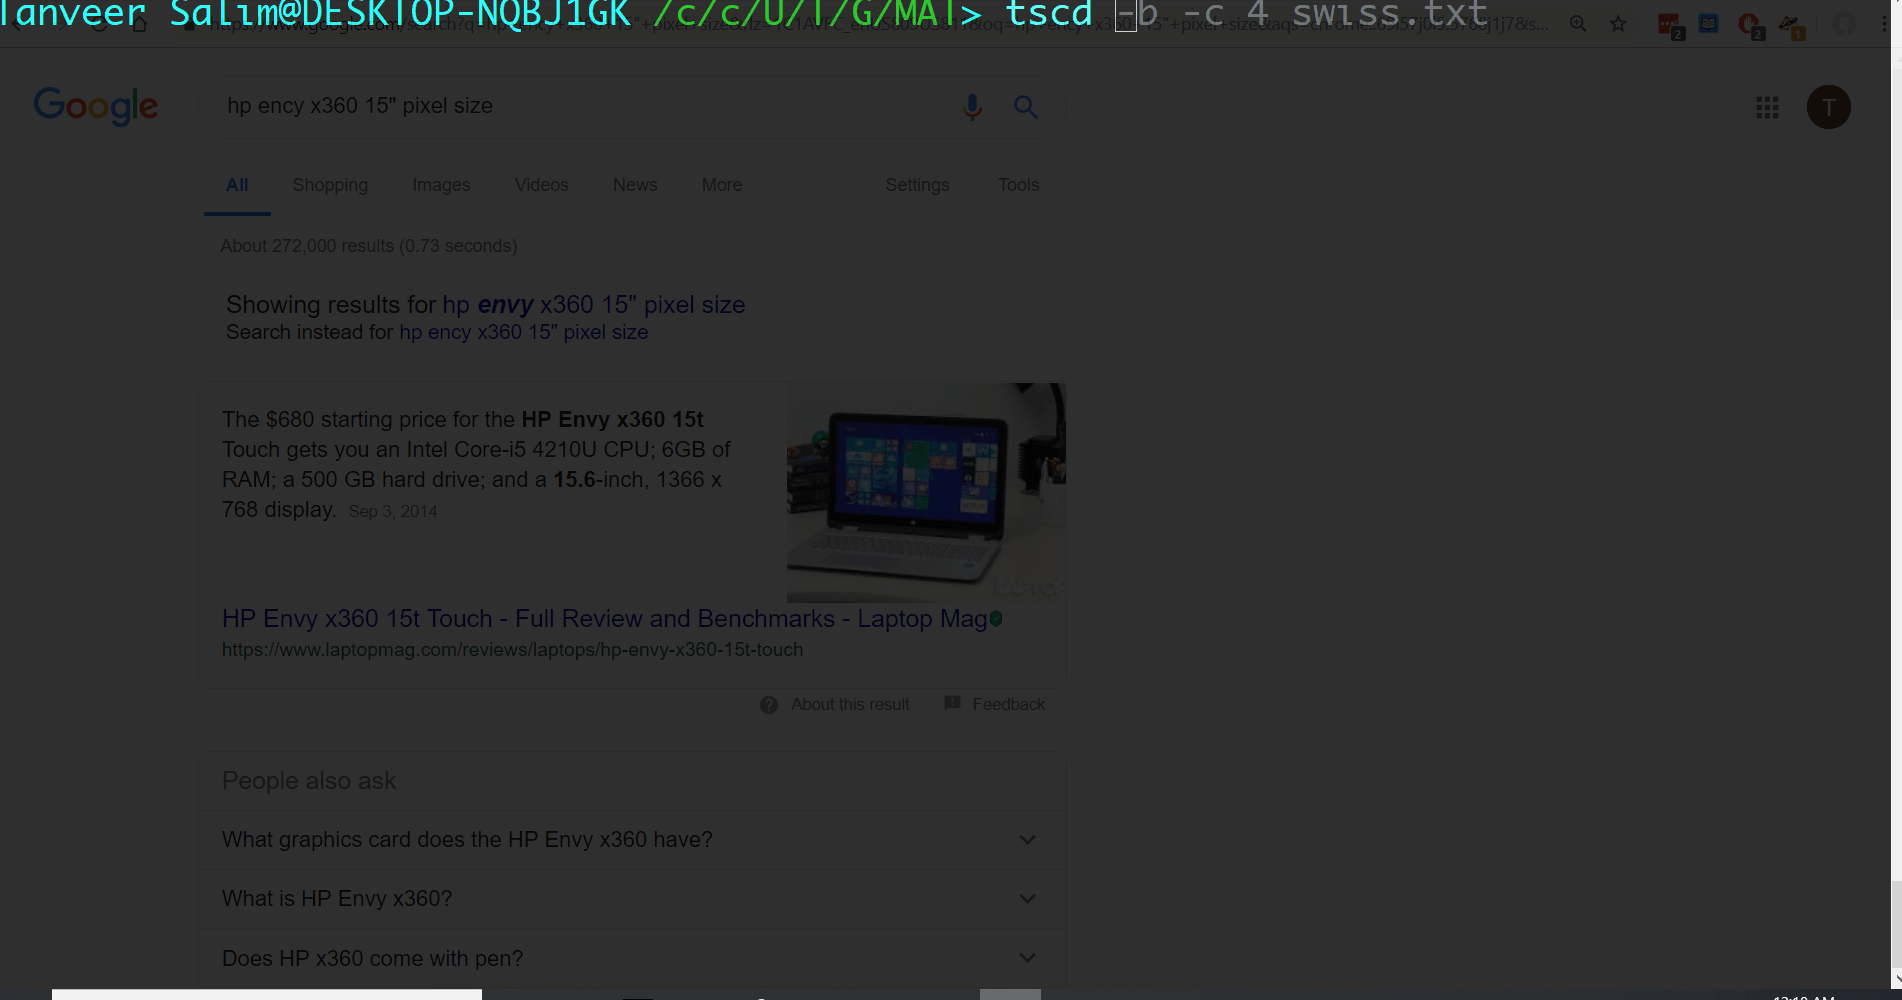 Tanveer Salim@DESKTOP-NQBJ1GK /c/c/U/T/G/MAT> tscd -b -c 4 swiss.txt
Google
hp ency x360 15" pixel size
T
All Shopping Images Videos News More Settings Tools
About 272,000 results (0.73 seconds)
Showing results for hp envy x360 15" pixel size
Search instead for hp ency x360 15" pixel size
The $680 starting price for the HP Envy x360 15t
Touch gets you an Intel Core-i5 4210U CPU; 6GB of
RAM; a 500 GB hard drive; and a 15.6-inch, 1366 x
768 display. Sep 3, 2014
HP Envy x360 15t Touch - Full Review and Benchmarks - Laptop Mag
https://www.laptopmag.com/reviews/laptops/hp-envy-x360-15t-touch
About this result Feedback
People also ask
What graphics card does the HP Envy x360 have?
What is HP Envy x360?
Does HP x360 come with pen?